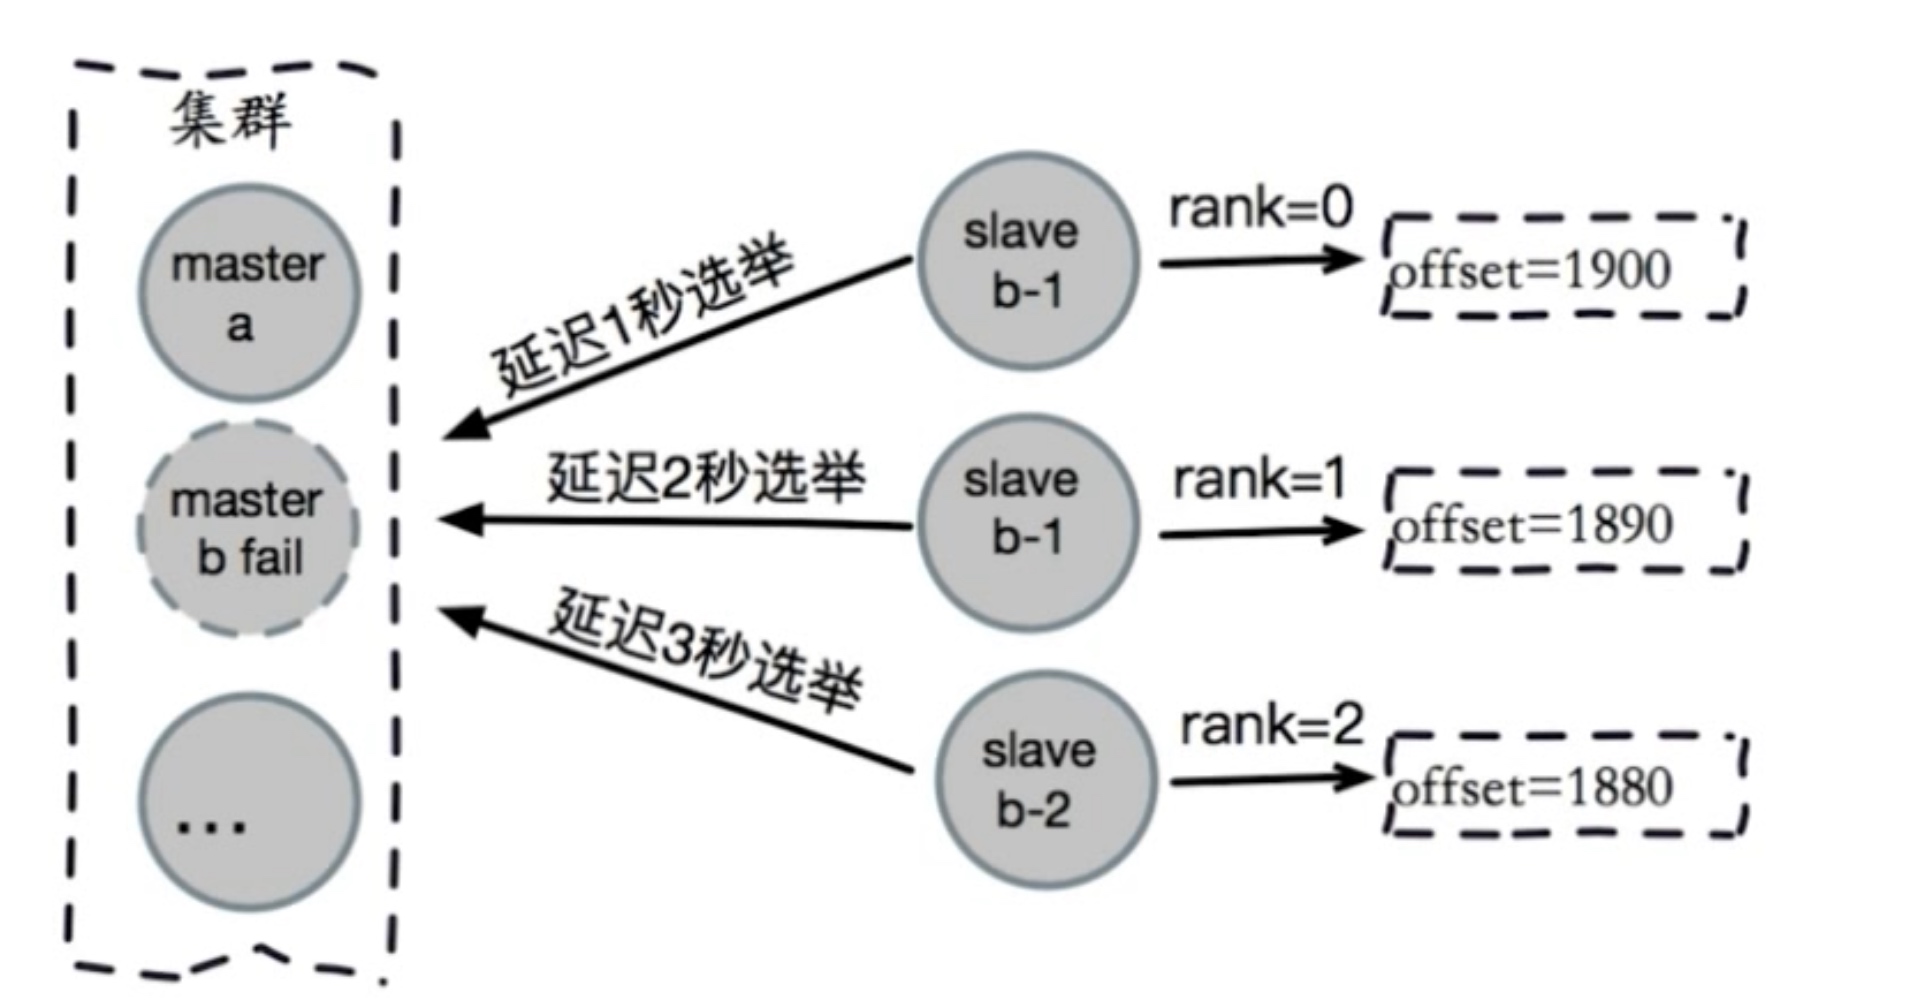 集群
master
a
master
b fail
...
延迟1秒选举
slave
b-1
rank=0
offset=1900
延迟2秒选举
slave
b-1
rank=1
offset=1890
延迟3秒选举
slave
b-2
rank=2
offset=1880